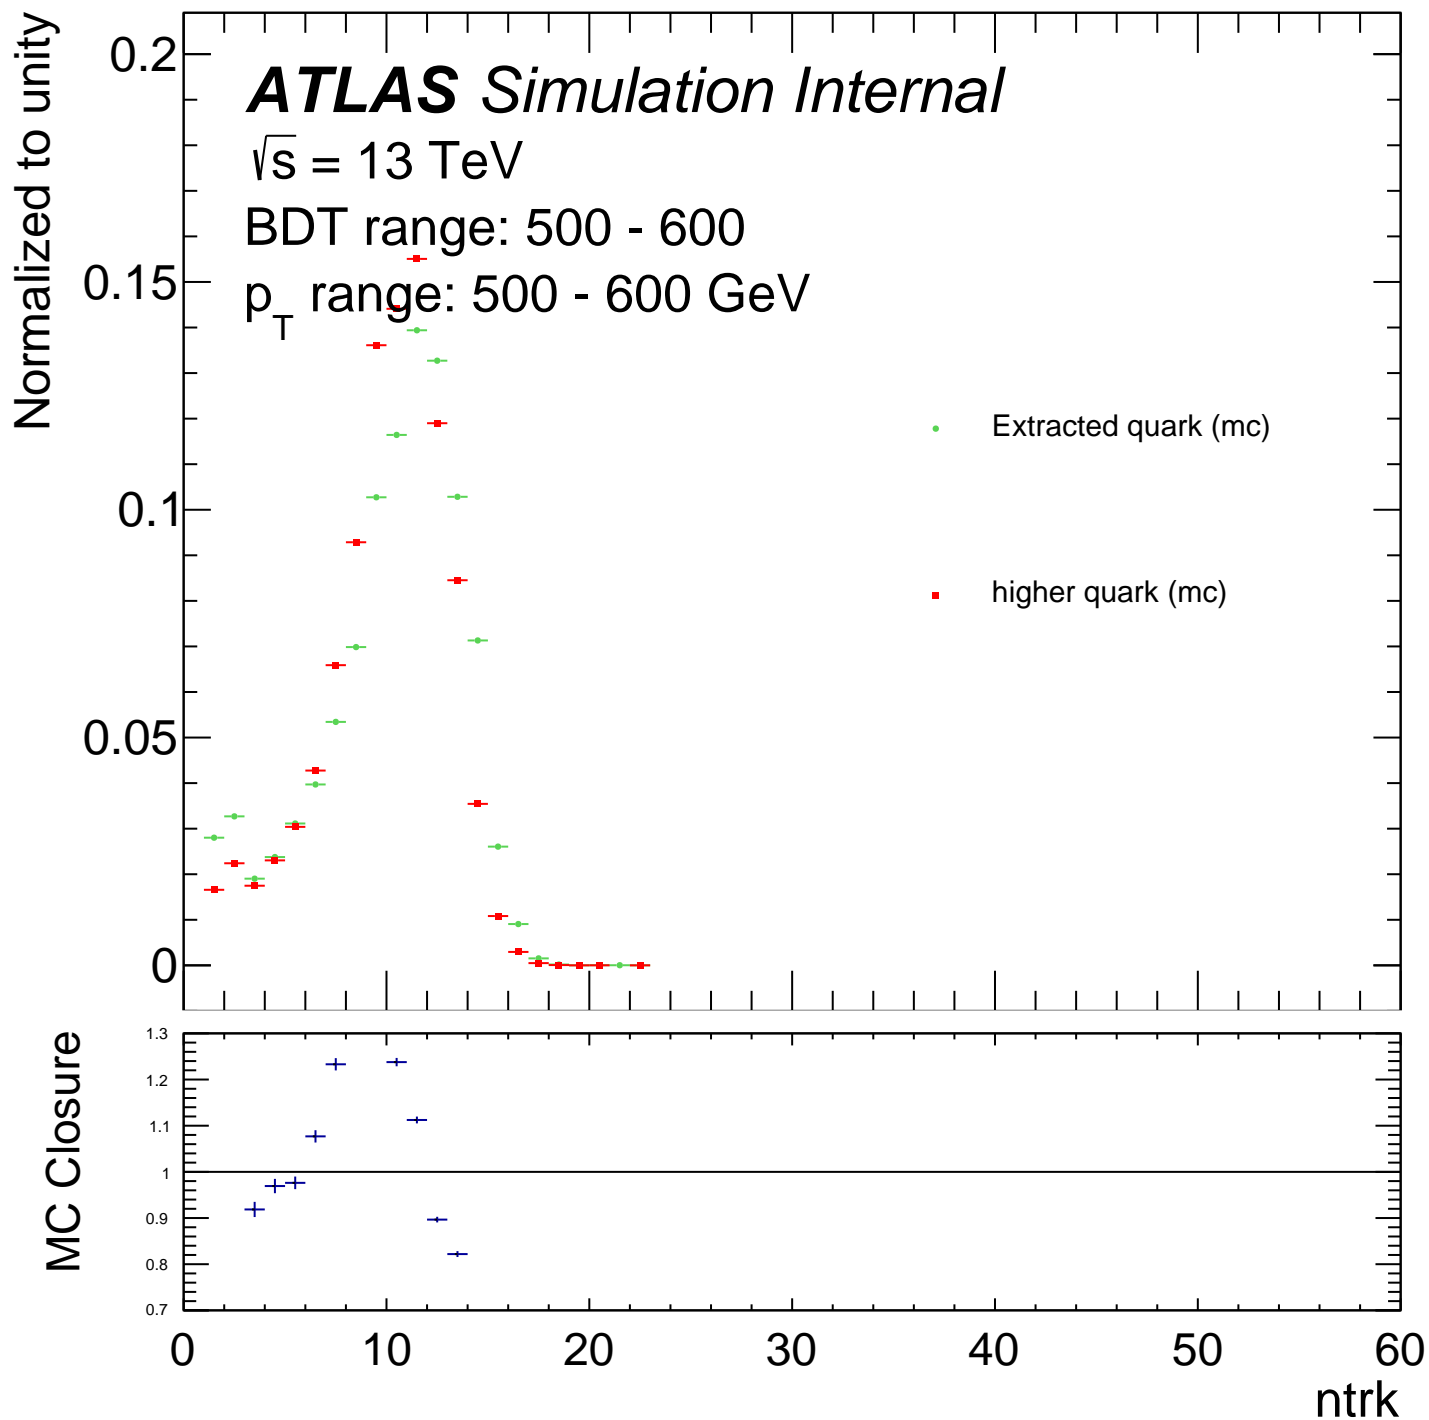 Normalized to unity
0.2
0.15
0.1
0.05
0
ATLAS Simulation Internal
√s = 13 TeV
BDT range: 500 - 600
pT range: 500 - 600 GeV
Extracted quark (mc)
higher quark (mc)
MC Closure
1.3
1.2
1.1
1
0.9
0.8
0.7
0 10 20 30 40 50 60
ntrk